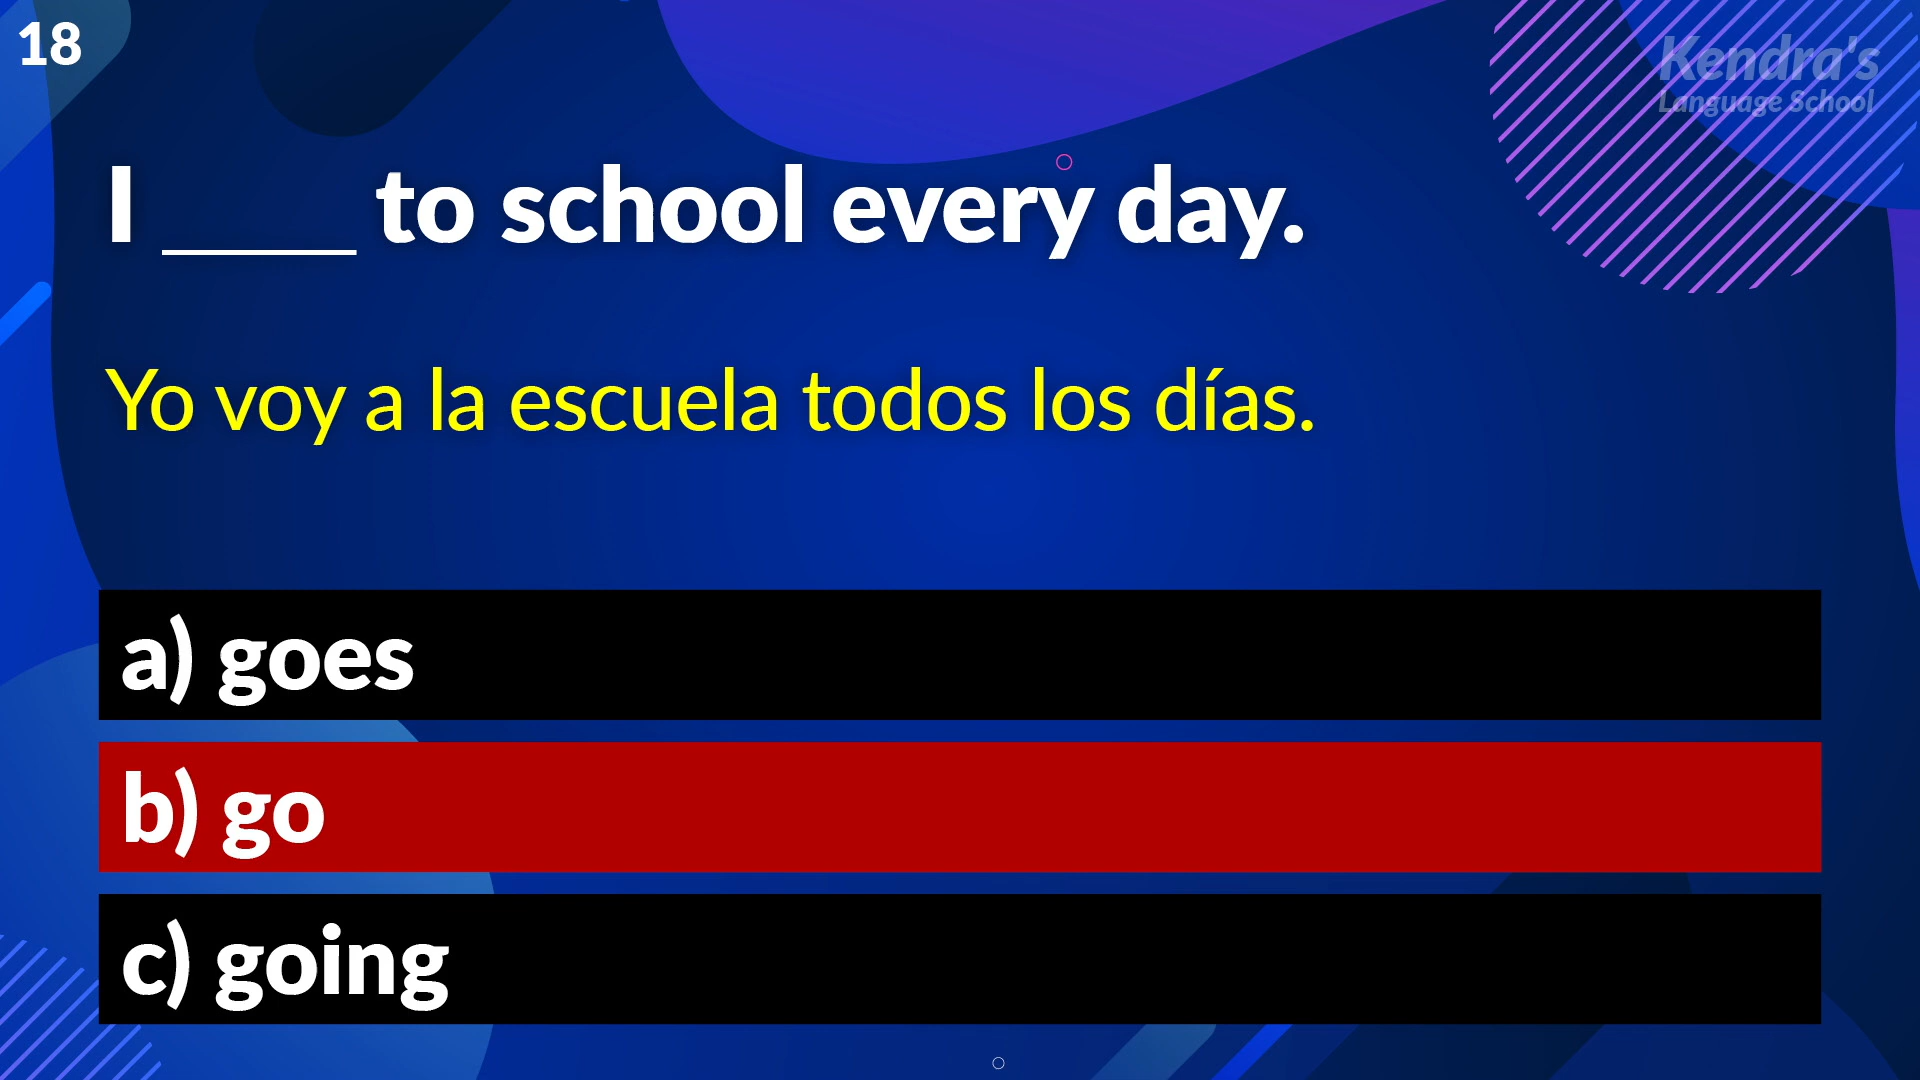 18
Kendra's
Language School
I ____ to school every day.
Yo voy a la escuela todos los días.
a) goes
b) go
c) going